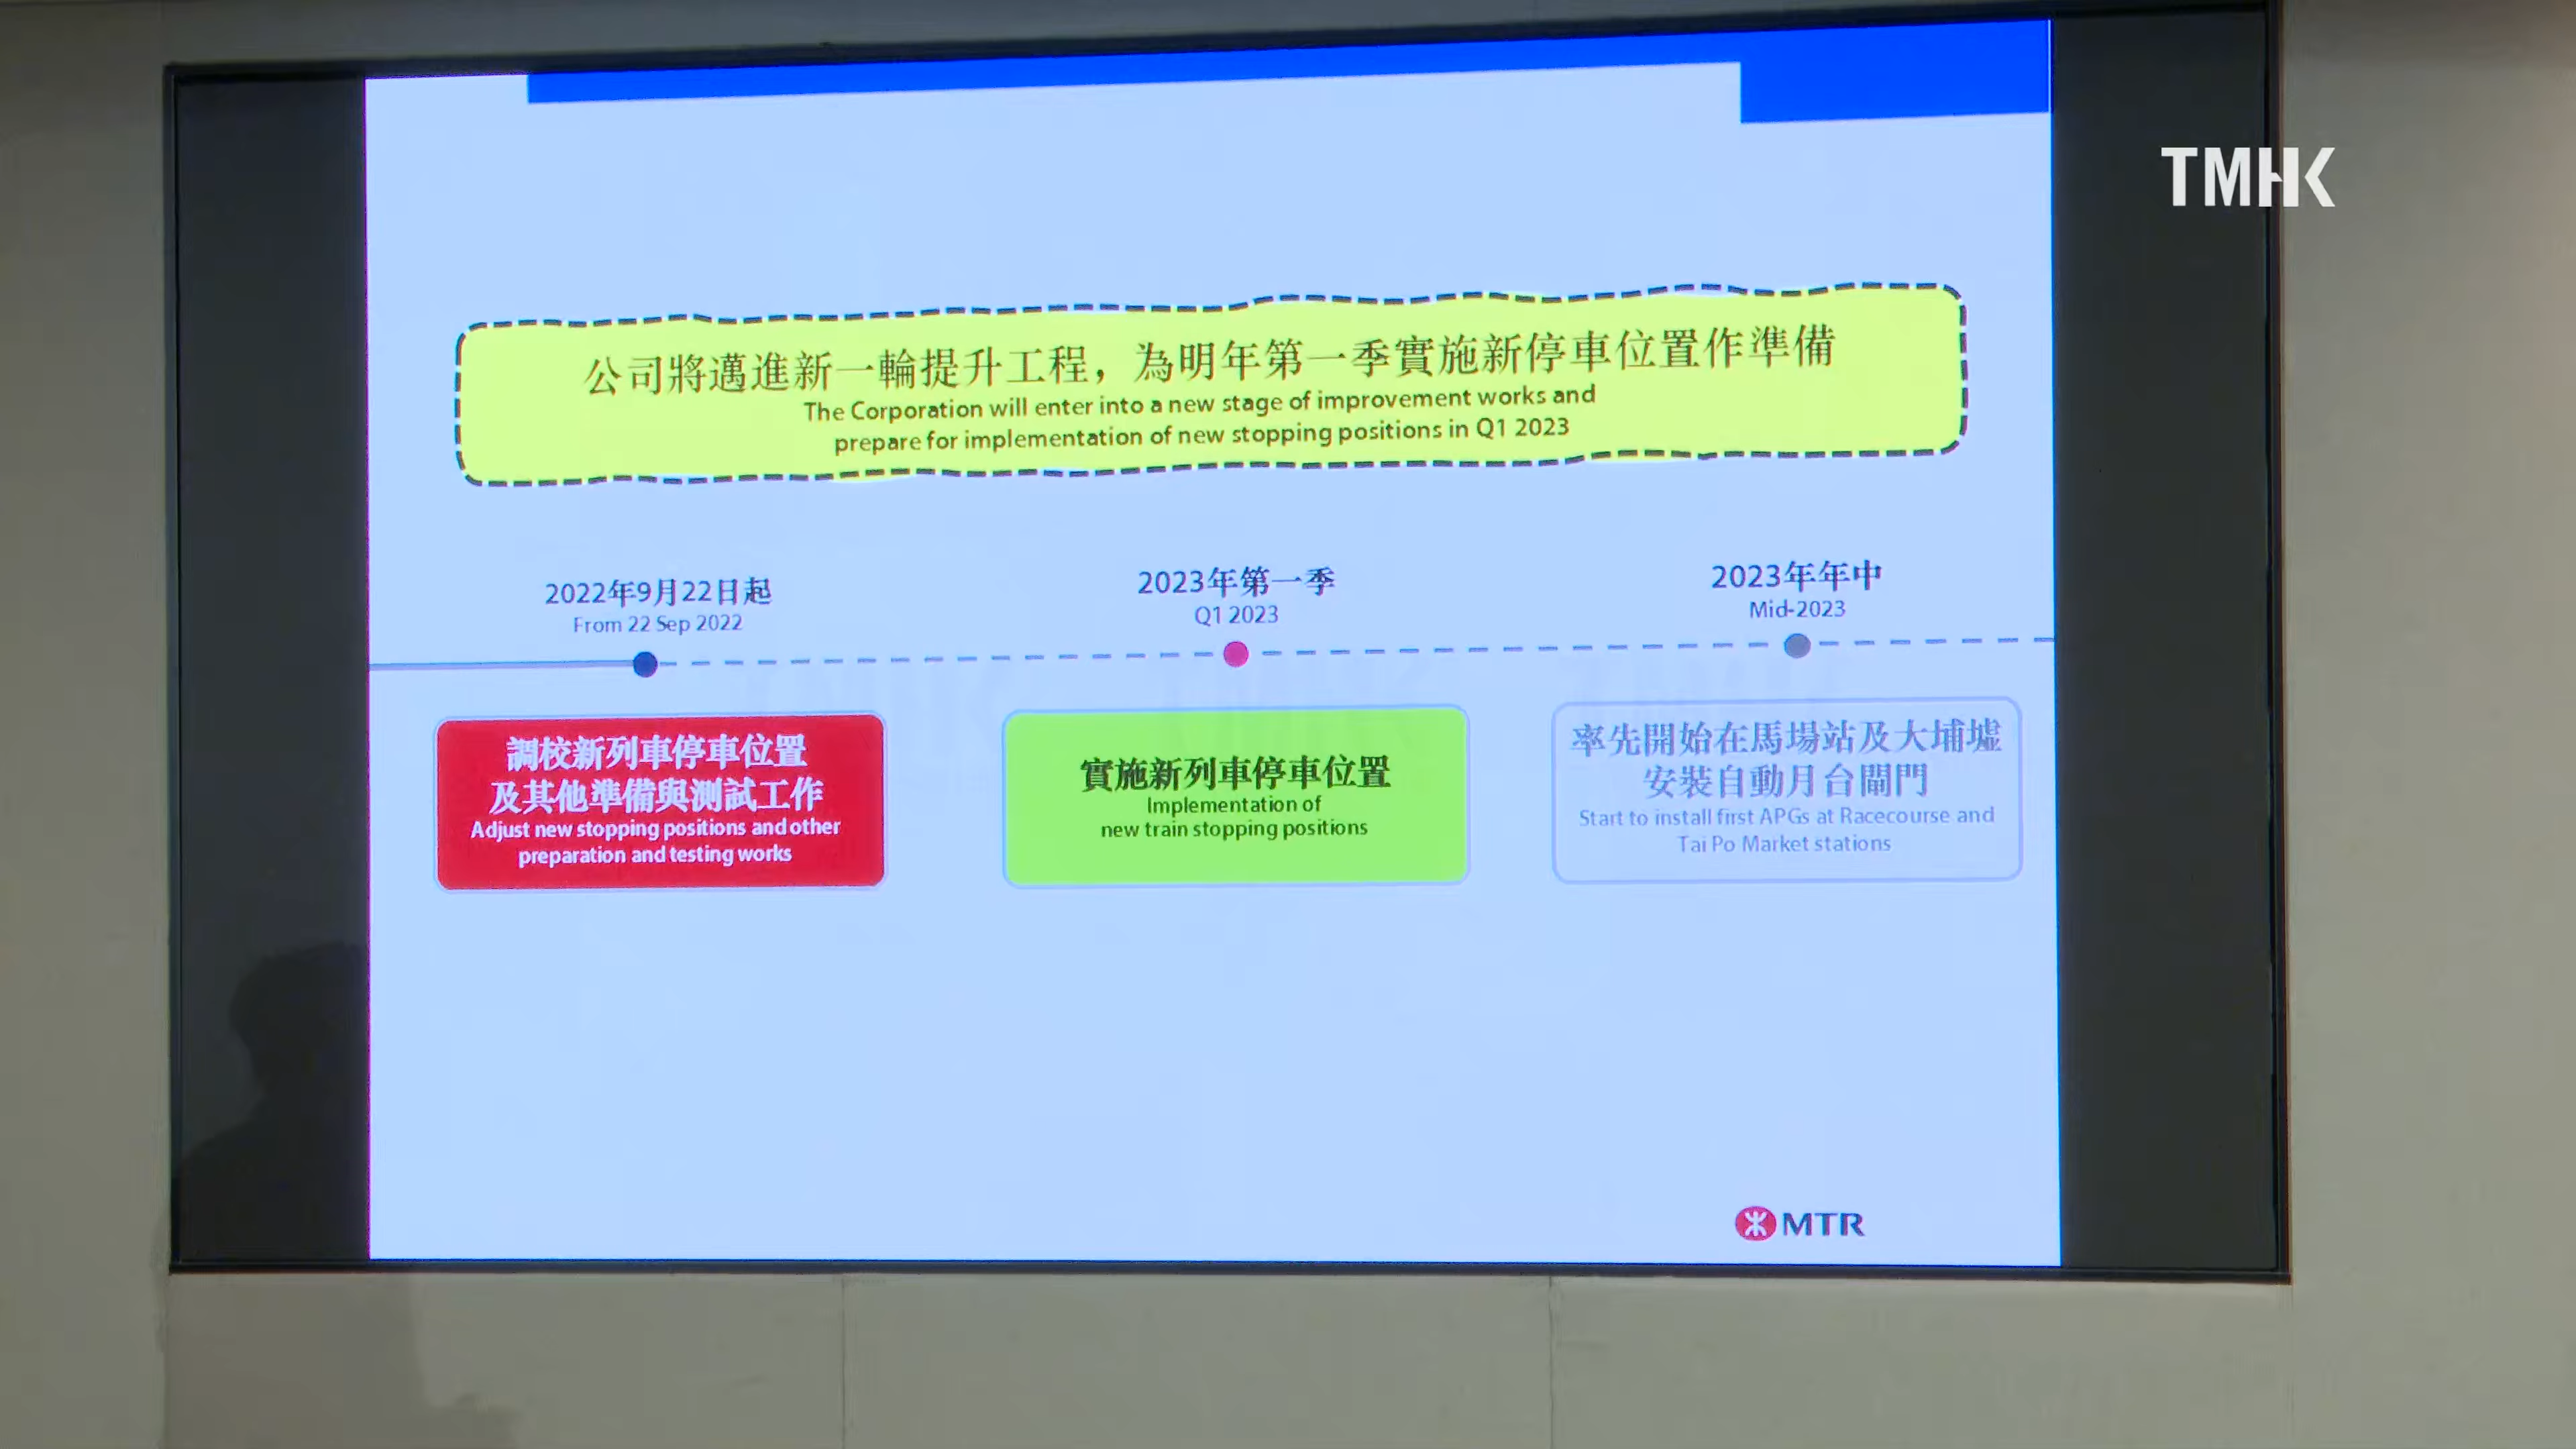 TMHK
公司將邁進新一輪提升工程，為明年第一季實施新停車位置作準備
The Corporation will enter into a new stage of improvement works and
prepare for implementation of new stopping positions in Q1 2023
2022年9月22日起
From 22 Sep 2022
2023年第一季
Q1 2023
2023年年中
Mid-2023
調校新列車停車位置
及其他準備與測試工作
Adjust new stopping positions and other
preparation and testing works
實施新列車停車位置
Implementation of
new train stopping positions
率先開始在馬場站及大埔墟
安裝自動月台閘門
Start to install first APGs at Racecourse and
Tai Po Market stations
MTR